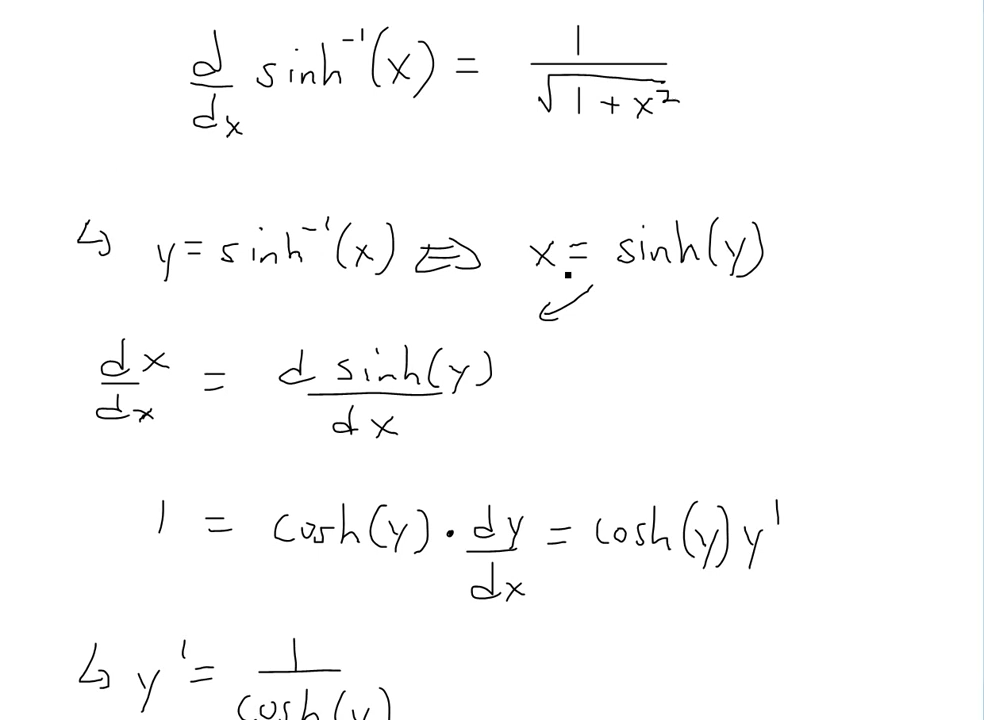 d/dx sinh⁻¹(x) = 1/√(1+x²)
↳ y = sinh⁻¹(x) ⇔ x = sinh(y)
dx/dx = d sinh(y)/dx
1 = cosh(y) · dy/dx = cosh(y) y'
↳ y' = 1/cosh(y)